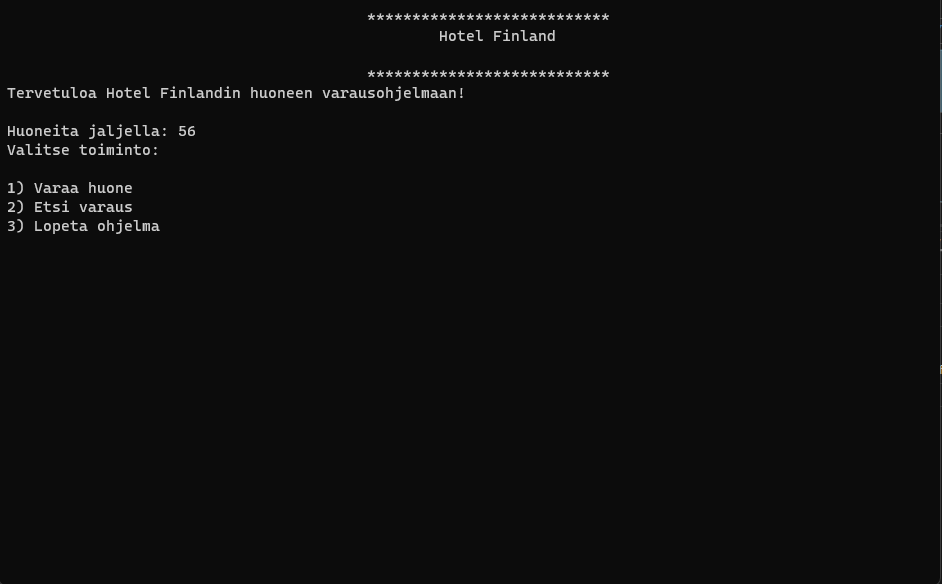 ***************************
Hotel Finland
***************************
Tervetuloa Hotel Finlandin huoneen varausohjelmaan!
Huoneita jaljella: 56
Valitse toiminto:
1) Varaa huone
2) Etsi varaus
3) Lopeta ohjelma